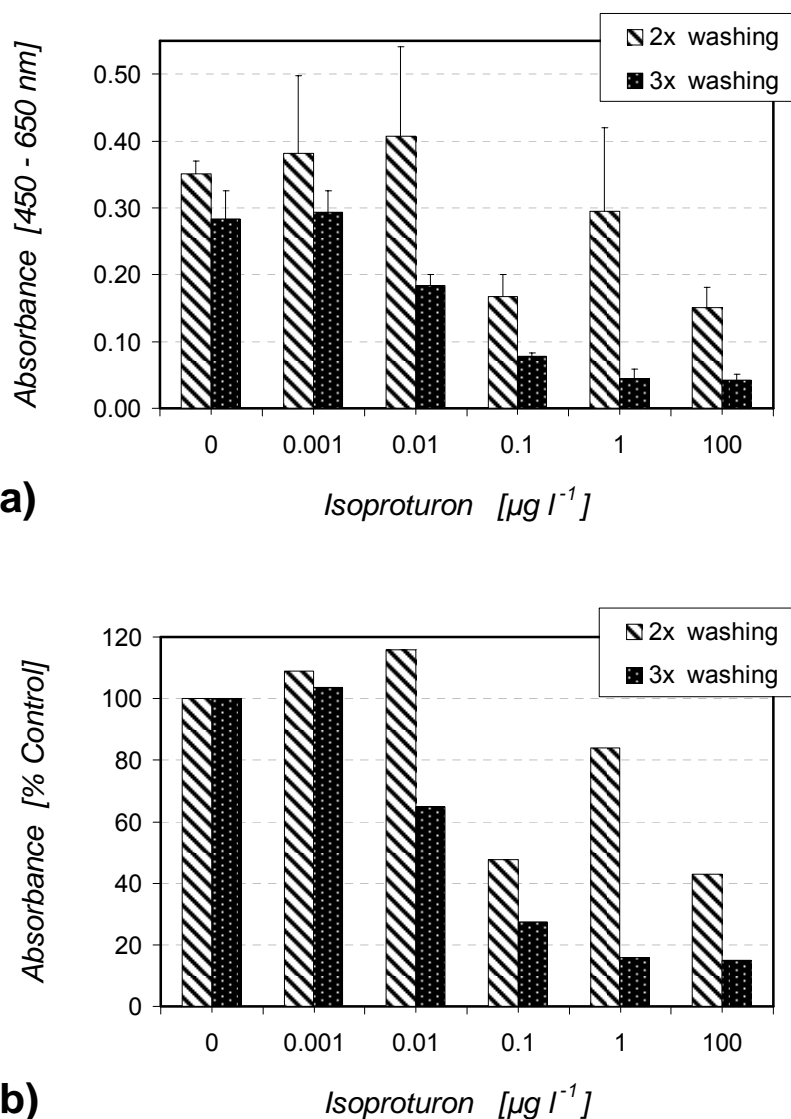 2x washing
3x washing
Absorbance [450 - 650 nm]
0.50
0.40
0.30
0.20
0.10
0.00
0 0.001 0.01 0.1 1 100
a)
Isoproturon [µg l⁻¹]
2x washing
3x washing
Absorbance [% Control]
120
100
80
60
40
20
0
0 0.001 0.01 0.1 1 100
b)
Isoproturon [µg l⁻¹]